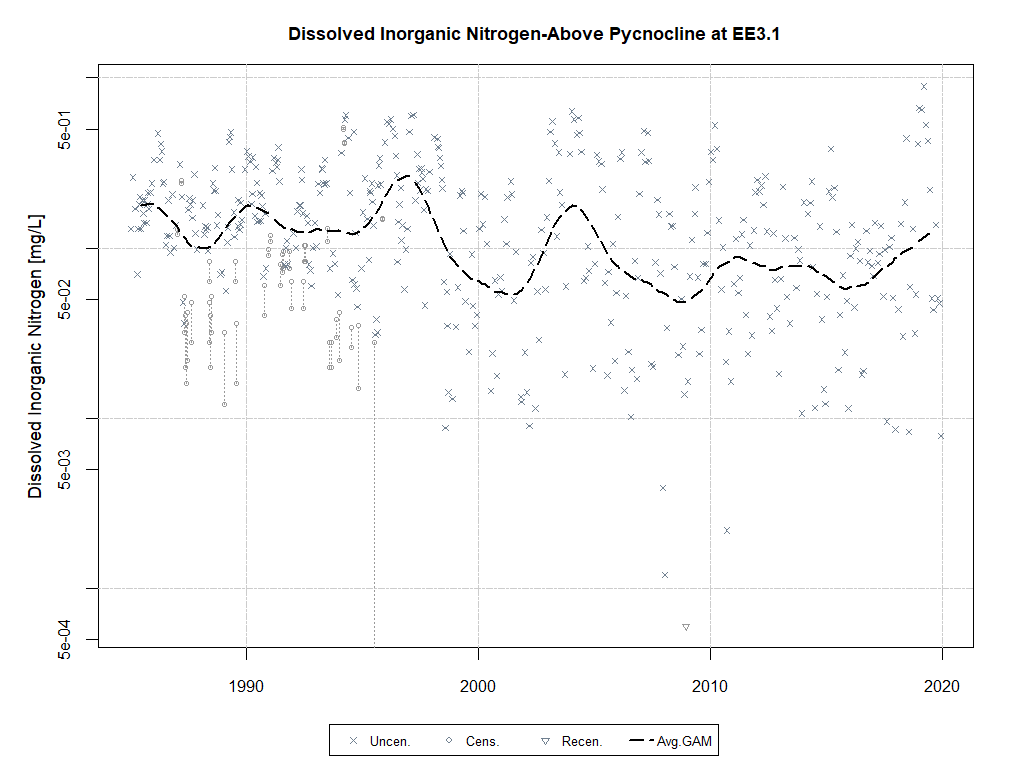 Dissolved Inorganic Nitrogen-Above Pycnocline at EE3.1
Dissolved Inorganic Nitrogen [mg/L]
5e-01
5e-02
5e-03
5e-04
1990 2000 2010 2020
Uncen. Cens. Recen. Avg.GAM